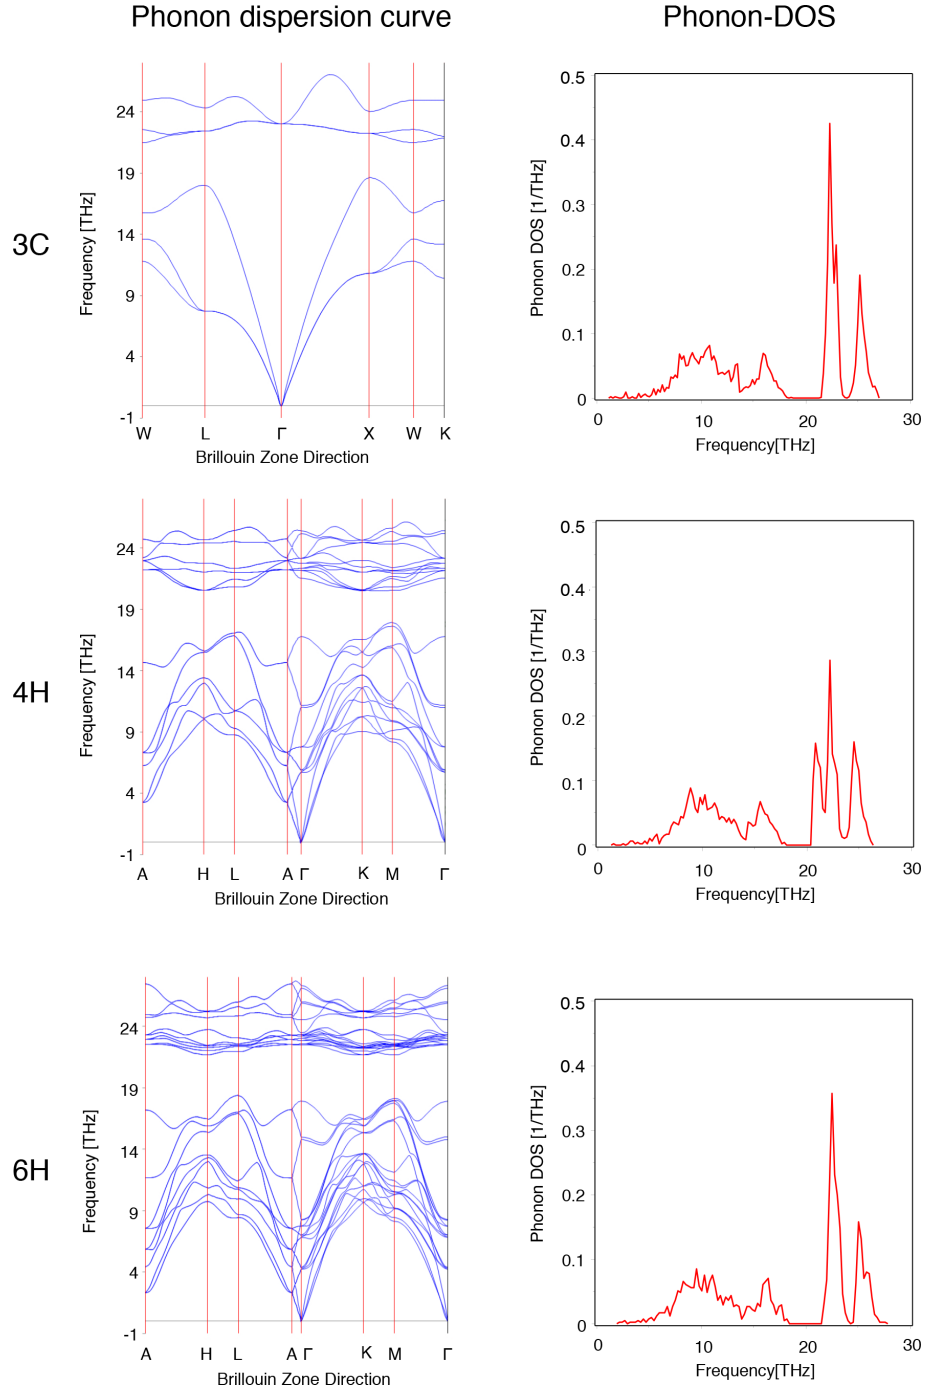 Phonon dispersion curve
Phonon-DOS
3C
Frequency [THz]
24
19
14
9
4
-1
W L Γ X W K
Brillouin Zone Direction
Phonon DOS [1/THz]
0.5
0.4
0.3
0.2
0.1
0
0 10 20 30
Frequency[THz]
4H
Frequency [THz]
24
19
14
9
4
-1
A H L A Γ K M Γ
Brillouin Zone Direction
Phonon DOS [1/THz]
0.5
0.4
0.3
0.2
0.1
0
0 10 20 30
Frequency[THz]
6H
Frequency [THz]
24
19
14
9
4
-1
A H L A Γ K M Γ
Brillouin Zone Direction
Phonon DOS [1/THz]
0.5
0.4
0.3
0.2
0.1
0
0 10 20 30
Frequency[THz]